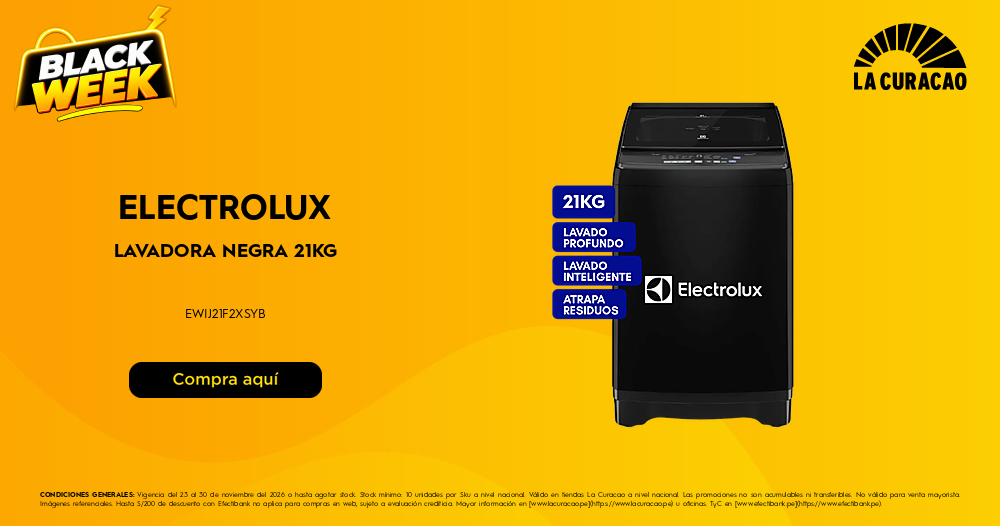 BLACK
WEEK
LA CURACAO
ELECTROLUX
LAVADORA NEGRA 21KG
EWIJ21F2XSYB
Compra aquí
21KG
LAVADO
PROFUNDO
LAVADO
INTELIGENTE
ATRAPA
RESIDUOS
Electrolux
CONDICIONES GENERALES: Vigencia del 23 al 30 de noviembre del 2026 o hasta agotar stock. Stock mínimo: 10 unidades por Sku a nivel nacional. Válido en tiendas La Curacao a nivel nacional. Las promociones no son acumulables ni transferibles. No válido para venta mayorista.
Imágenes referenciales. Hasta S/200 de descuento con Efectibank no aplica para compras en web, sujeto a evaluación crediticia. Mayor información en [www.lacuracao.pe](https://www.lacuracao.pe) u oficinas. TyC en [www.efectibank.pe](https://www.efectibank.pe).